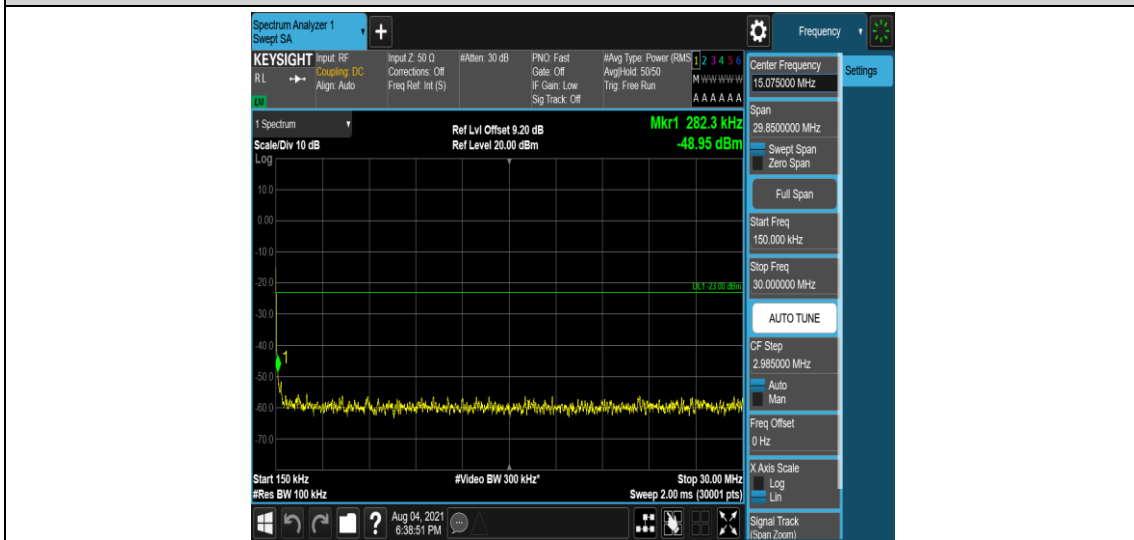 Spectrum Analyzer 1
Swept SA
+
Frequency
KEYSIGHT
RL
Input: RF
Coupling: DC
Align: Auto
Input Z: 50 Ω
Corrections: Off
Freq Ref: Int (S)
#Atten: 30 dB
PNO: Fast
Gate: Off
IF Gain: Low
Sig Track: Off
#Avg Type: Power (RMS
Avg|Hold: 50/50
Trig: Free Run
1 2 3 4 5 6
M W W W W W
A A A A A A
1 Spectrum
Scale/Div 10 dB
Log
Ref Lvl Offset 9.20 dB
Ref Level 20.00 dBm
Mkr1 282.3 kHz
-48.95 dBm
10.0
0.00
-10.0
-20.0
DL1 -23.00 dBm
-30.0
-40.0
1
-50.0
-60.0
-70.0
Start 150 kHz
#Res BW 100 kHz
#Video BW 300 kHz*
Stop 30.00 MHz
Sweep 2.00 ms (30001 pts)
?
Aug 04, 2021
6:38:51 PM
Center Frequency
15.075000 MHz
Settings
Span
29.8500000 MHz
Swept Span
Zero Span
Full Span
Start Freq
150.000 kHz
Stop Freq
30.000000 MHz
AUTO TUNE
CF Step
2.985000 MHz
Auto
Man
Freq Offset
0 Hz
X Axis Scale
Log
Lin
Signal Track
(Span Zoom)